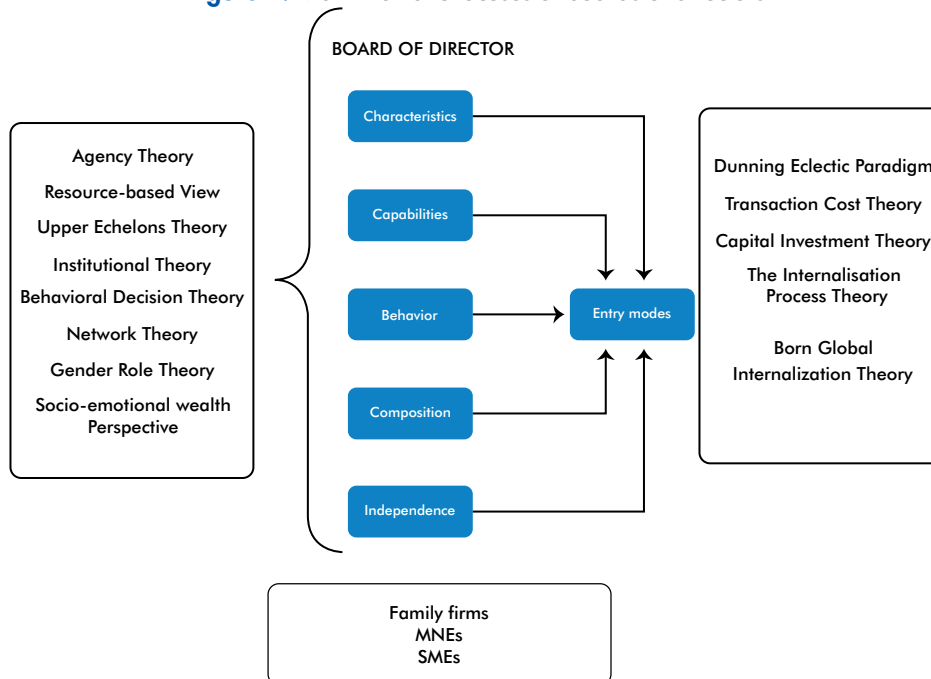 BOARD OF DIRECTOR
Agency Theory
Resource-based View
Upper Echelons Theory
Institutional Theory
Behavioral Decision Theory
Network Theory
Gender Role Theory
Socio-emotional wealth
Perspective
Characteristics
Capabilities
Behavior
Composition
Independence
Entry modes
Dunning Eclectic Paradigm
Transaction Cost Theory
Capital Investment Theory
The Internalisation
Process Theory
Born Global
Internalization Theory
Family firms
MNEs
SMEs